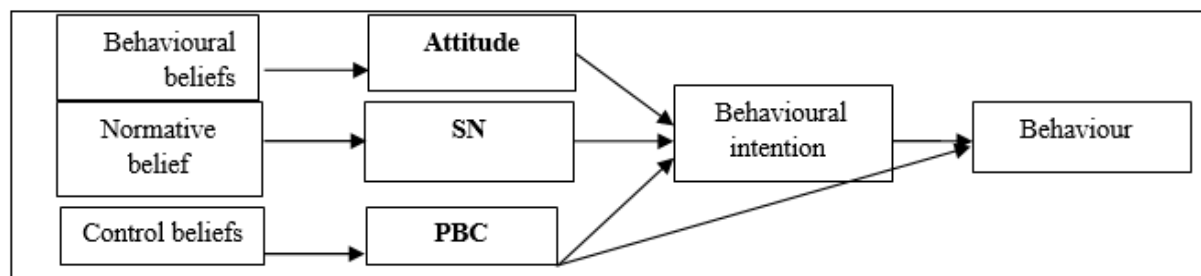 Behavioural
beliefs
Attitude
Normative
belief
SN
Behavioural
intention
Behaviour
Control beliefs
PBC